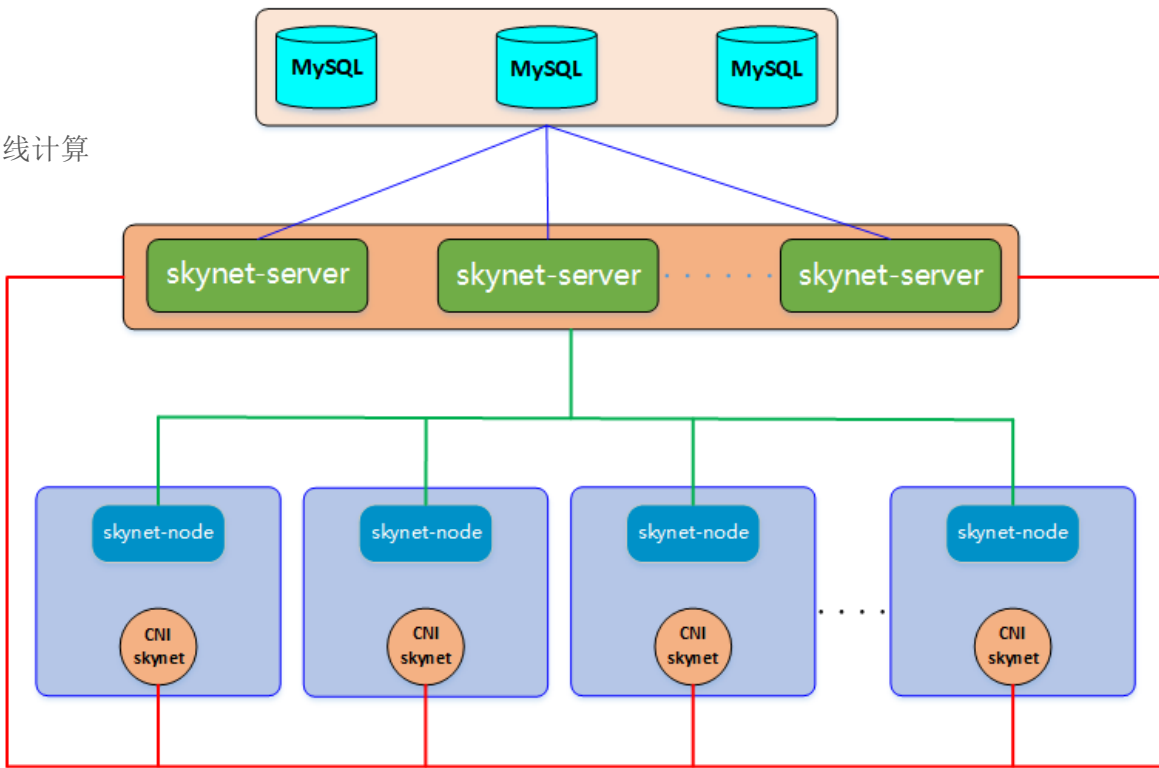 MySQL
MySQL
MySQL
线计算
skynet-server
skynet-server
skynet-server
skynet-node
skynet-node
skynet-node
skynet-node
CNI
skynet
CNI
skynet
CNI
skynet
CNI
skynet